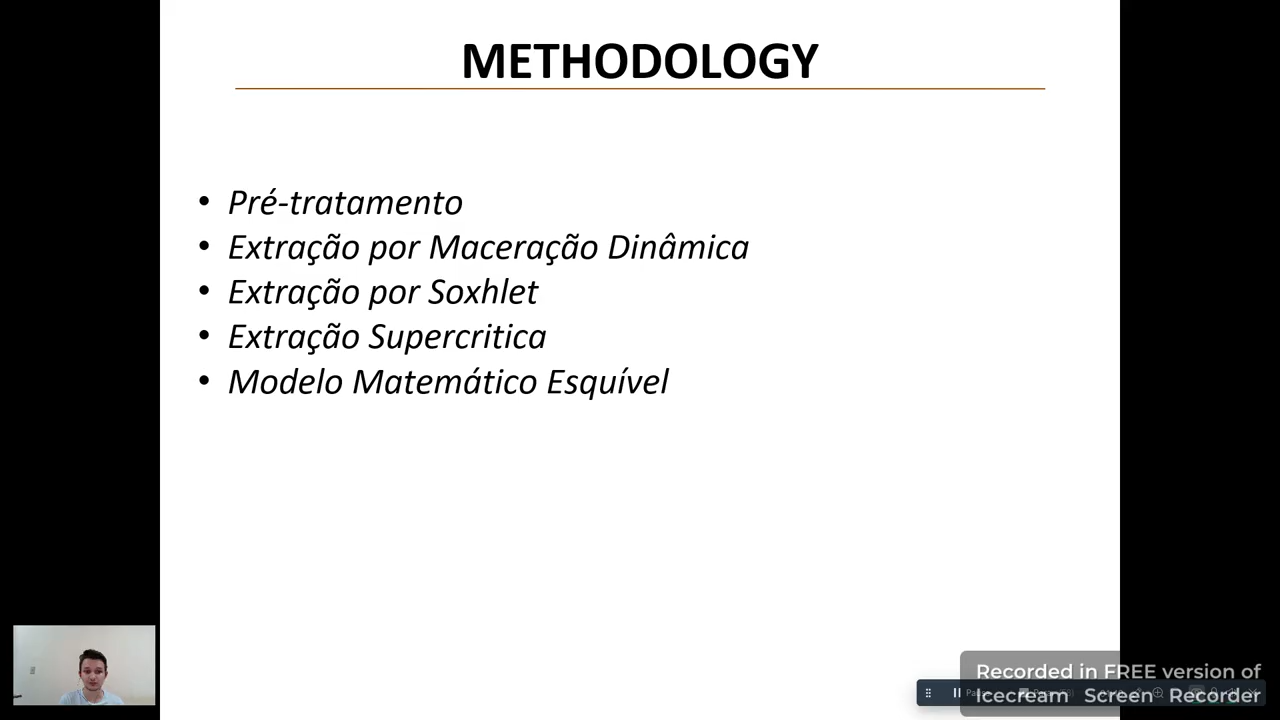 METHODOLOGY
• Pré-tratamento
• Extração por Maceração Dinâmica
• Extração por Soxhlet
• Extração Supercritica
• Modelo Matemático Esquível
Recorded in FREE version of
Icecream Screen Recorder